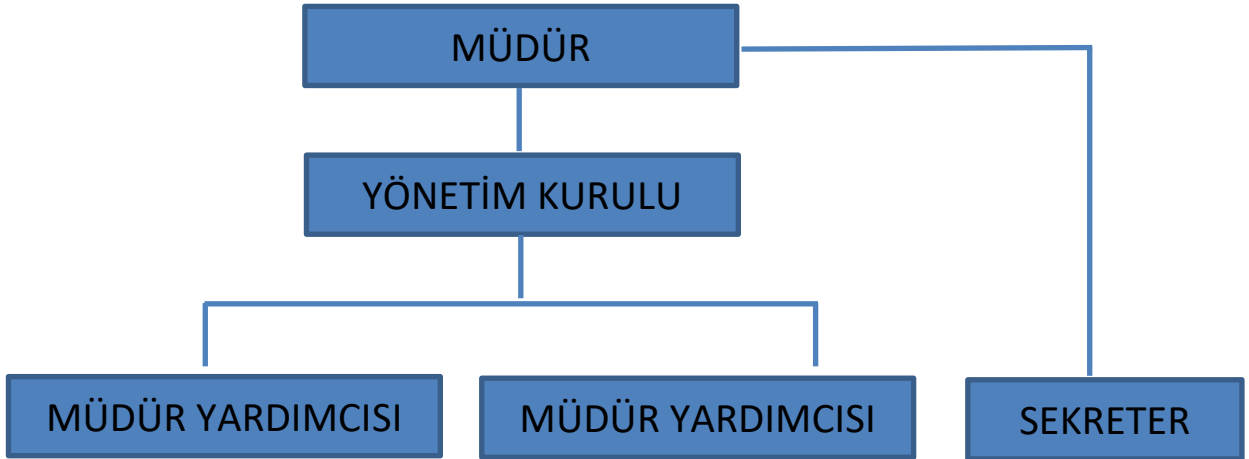 MÜDÜR
YÖNETİM KURULU
MÜDÜR YARDIMCISI
MÜDÜR YARDIMCISI
SEKRETER